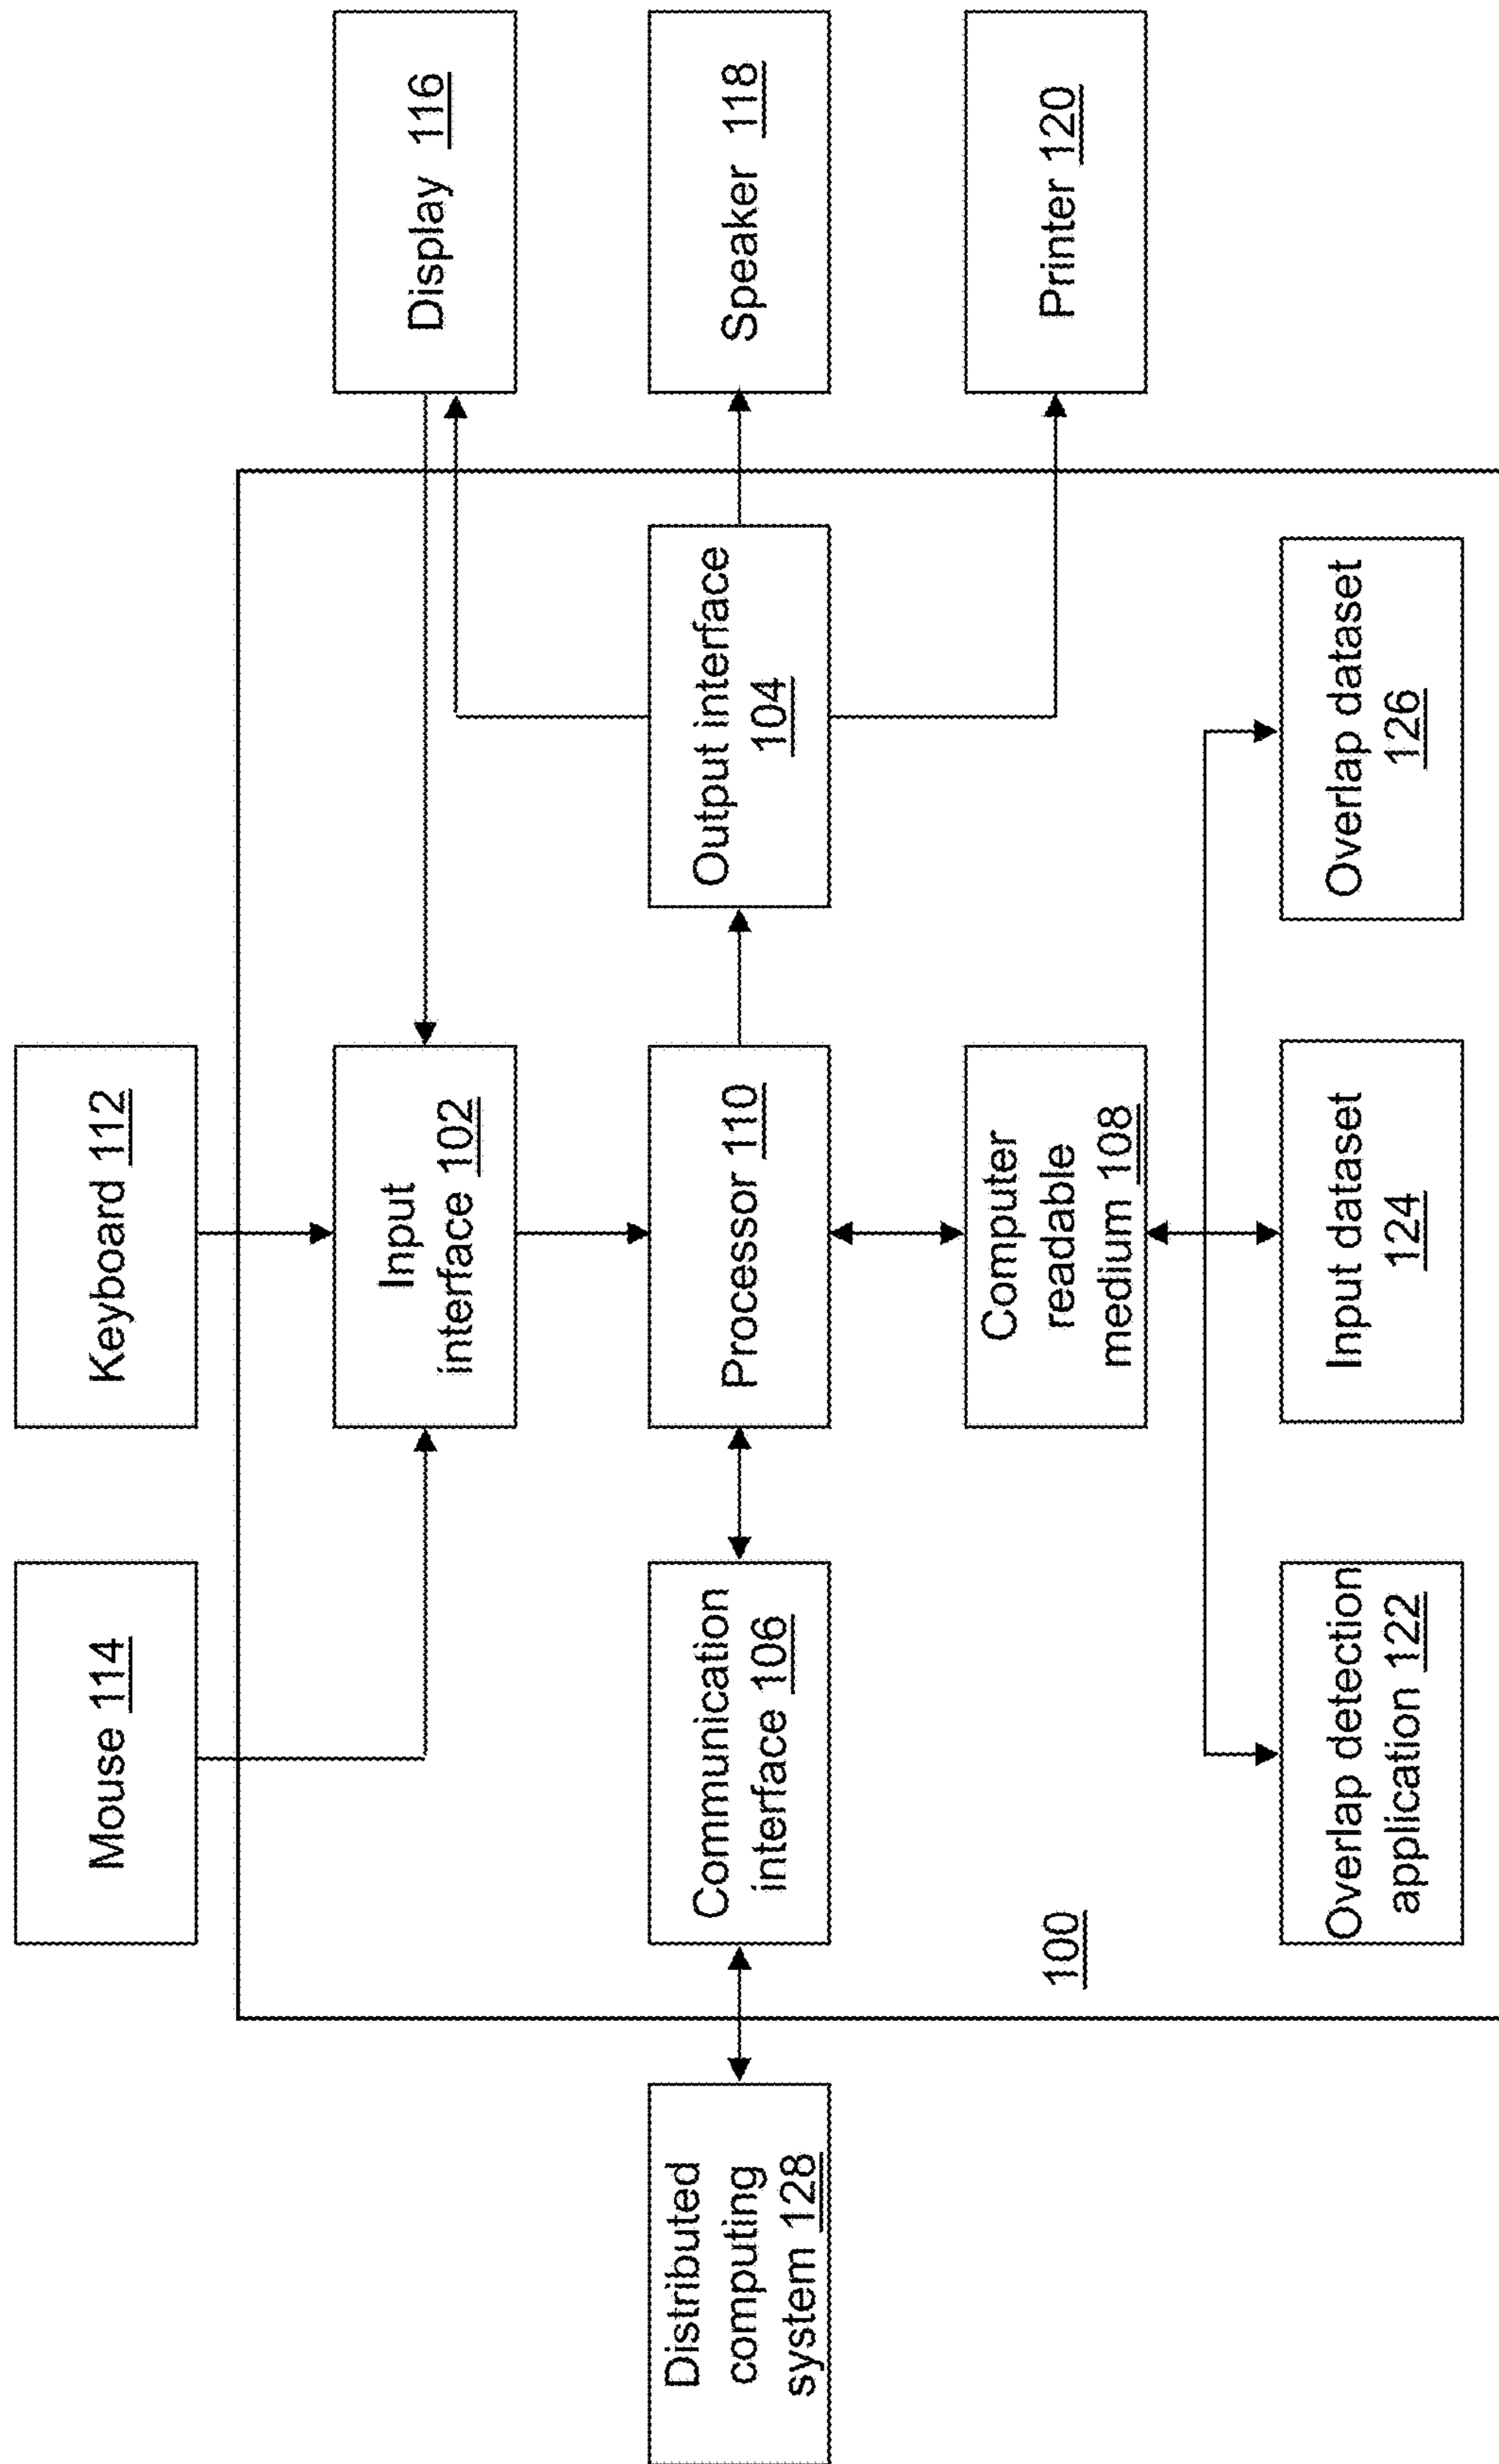 Mouse 114
Keyboard 112
Input
interface 102
Display 116
Distributed
computing
system 128
Communication
interface 106
Processor 110
Output interface
104
Speaker 118
100
Computer
readable
medium 108
Printer 120
Overlap detection
application 122
Input dataset
124
Overlap dataset
126